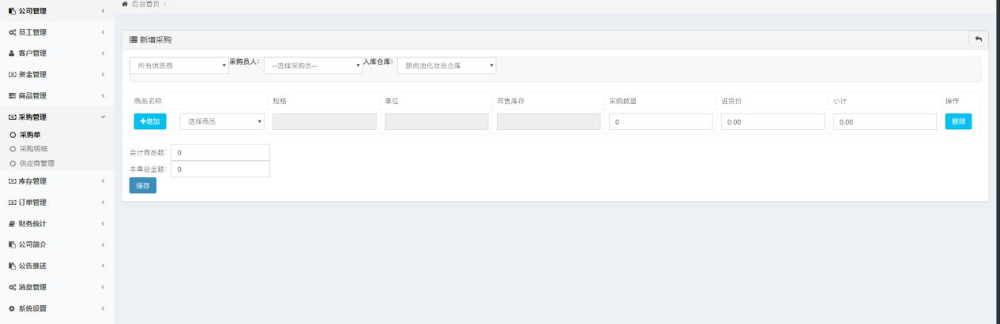 后台首页 /
公司管理
员工管理
客户管理
资金管理
商品管理
采购管理
采购单
采购明细
供应商管理
库存管理
订单管理
财务统计
公司简介
公告推送
消息管理
系统设置
新增采购
所有供货商 采购员人: --选择采购员-- 入库仓库: 新雨池化妆品仓库
商品名称 规格 单位 可售库存 采购数量 进货价 小计 操作
增加 选择商品 0 0.00 0.00 删除
合计商品数: 0
本单总金额: 0
保存